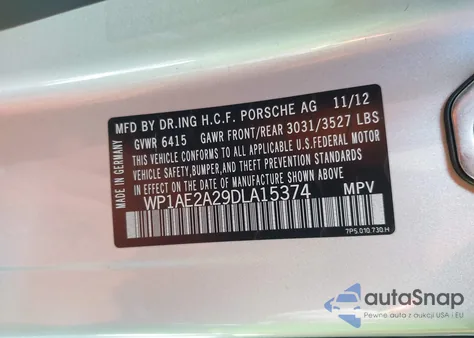 MFD BY DR.ING H.C.F. PORSCHE AG 11/12
GVWR 6415 GAWR FRONT/REAR 3031/3527 LBS
THIS VEHICLE CONFORMS TO ALL APPLICABLE U.S.FEDERAL MOTOR
VEHICLE SAFETY, BUMPER, AND THEFT PREVENTION STANDARDS
IN EFFECT ON THE DATE OF MANUFACTURE SHOWN ABOVE
WP1AE2A29DLA15374 MPV
7P5.010.730.H
MADE IN GERMANY
autoSnap
Pewne auto z aukcji USA i EU